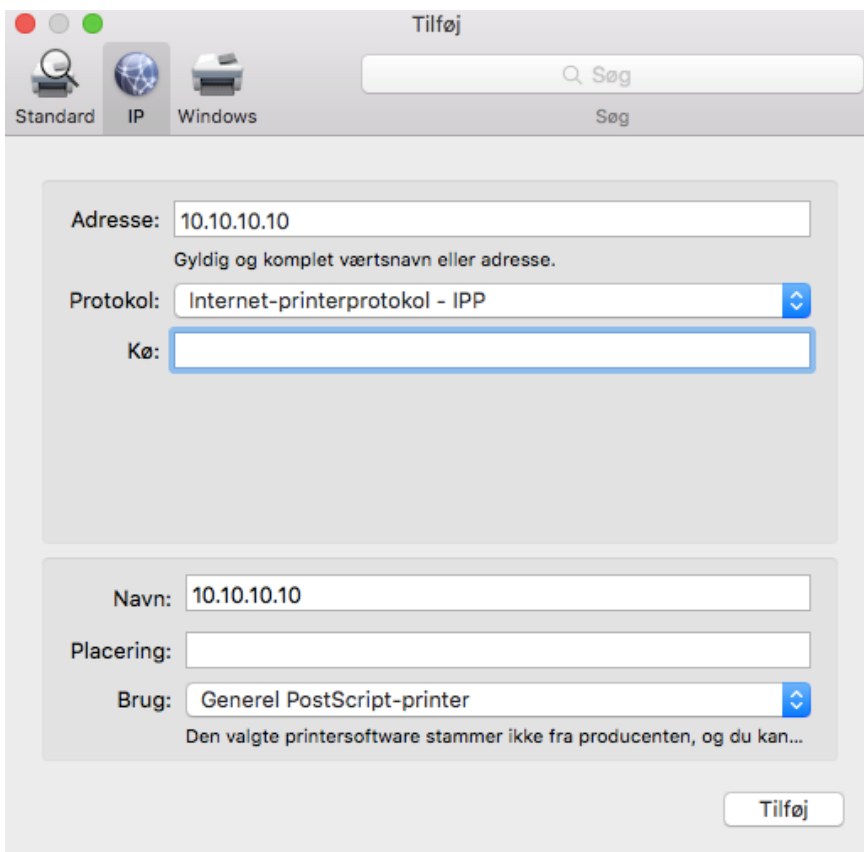 Tilføj
Søg
Standard IP Windows Søg
Adresse: 10.10.10.10
Gyldig og komplet værtsnavn eller adresse.
Protokol: Internet-printerprotokol - IPP
Kø:
Navn: 10.10.10.10
Placering:
Brug: Generel PostScript-printer
Den valgte printersoftware stammer ikke fra producenten, og du kan...
Tilføj